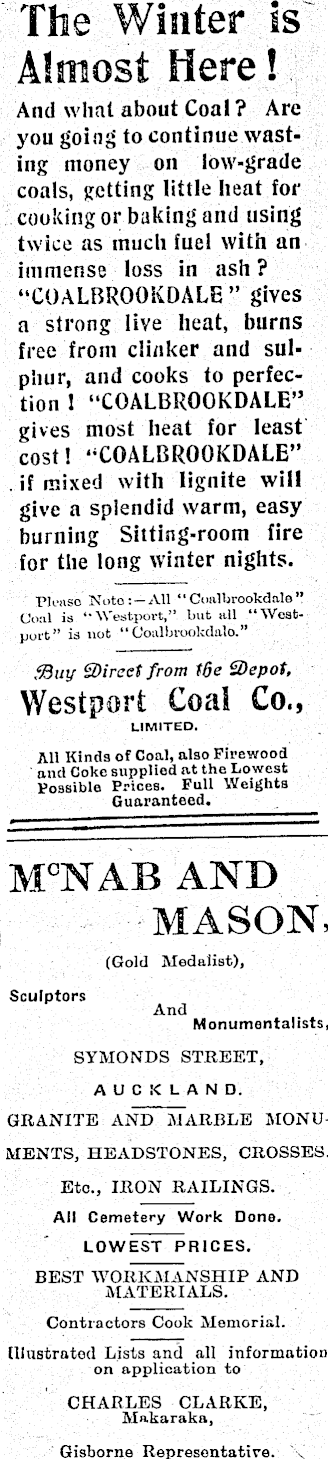 The Winter is
Almost Here!
And what about Coal? Are
you going to continue wast-
ing money on low-grade
coals, getting little heat for
cooking or baking and using
twice as much fuel with an
immense loss in ash?
"COALBROOKDALE" gives
a strong live heat, burns
free from clinker and sul-
phur, and cooks to perfec-
tion! "COALBROOKDALE"
gives most heat for least
cost! "COALBROOKDALE"
if mixed with lignite will
give a splendid warm, easy
burning Sitting-room fire
for the long winter nights.
Please Note:—All "Coalbrookdale"
Coal is "Westport," but all "West-
port" is not "Coalbrookdale."
Buy Direct from the Depot,
Westport Coal Co.,
LIMITED.
All Kinds of Coal, also Firewood
and Coke supplied at the Lowest
Possible Prices. Full Weights
Guaranteed.
McNAB AND
MASON,
(Gold Medalist),
Sculptors
And
Monumentalists,
SYMONDS STREET,
AUCKLAND.
GRANITE AND MARBLE MONU-
MENTS, HEADSTONES, CROSSES.
Etc., IRON RAILINGS.
All Cemetery Work Done.
LOWEST PRICES.
BEST WORKMANSHIP AND
MATERIALS.
Contractors Cook Memorial.
Illustrated Lists and all information
on application to
CHARLES CLARKE,
Makaraka,
Gisborne Representative.